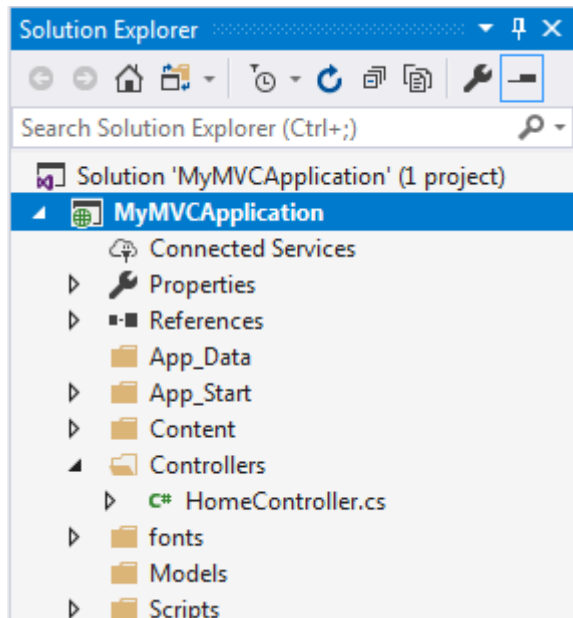 Solution Explorer
Search Solution Explorer (Ctrl+;)
Solution 'MyMVCApplication' (1 project)
MyMVCApplication
Connected Services
Properties
References
App_Data
App_Start
Content
Controllers
C# HomeController.cs
fonts
Models
Scripts